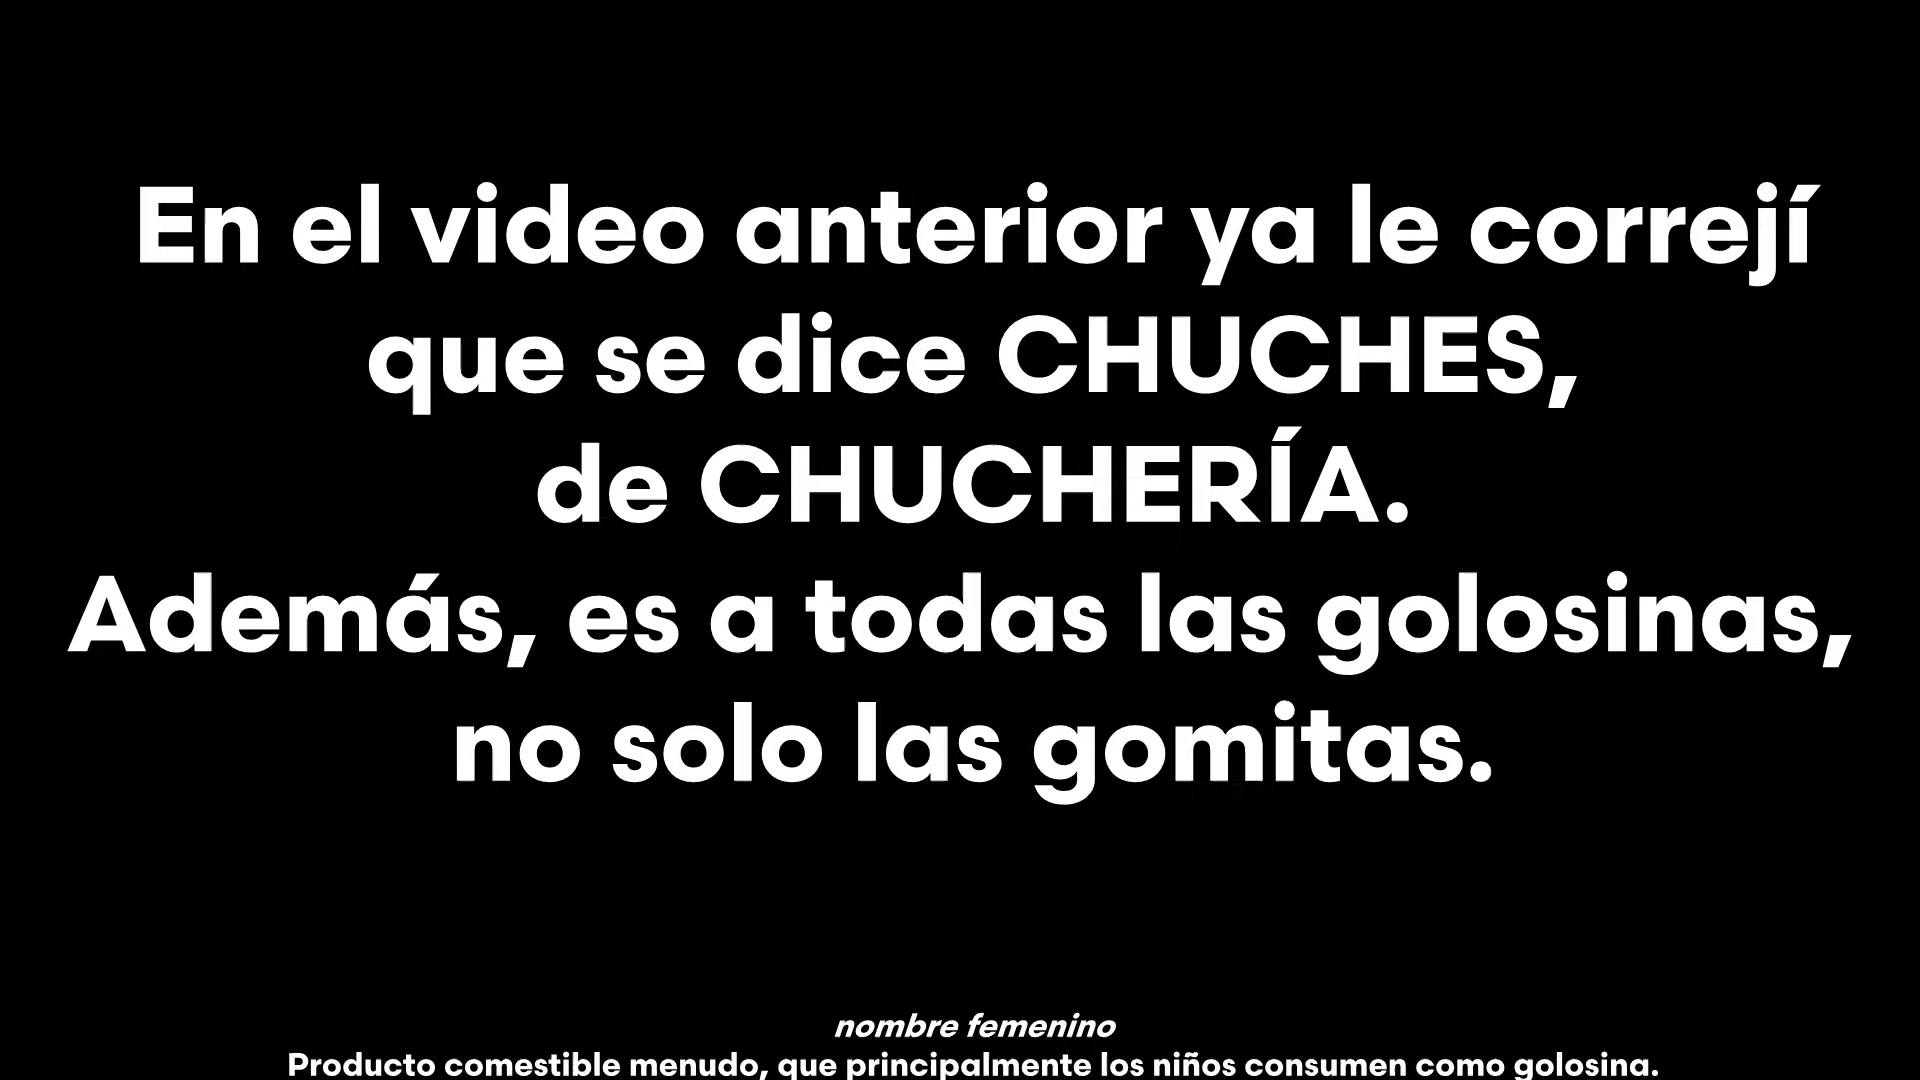 En el video anterior ya le correjí
que se dice CHUCHES,
de CHUCHERÍA.
Además, es a todas las golosinas,
no solo las gomitas.
nombre femenino
Producto comestible menudo, que principalmente los niños consumen como golosina.